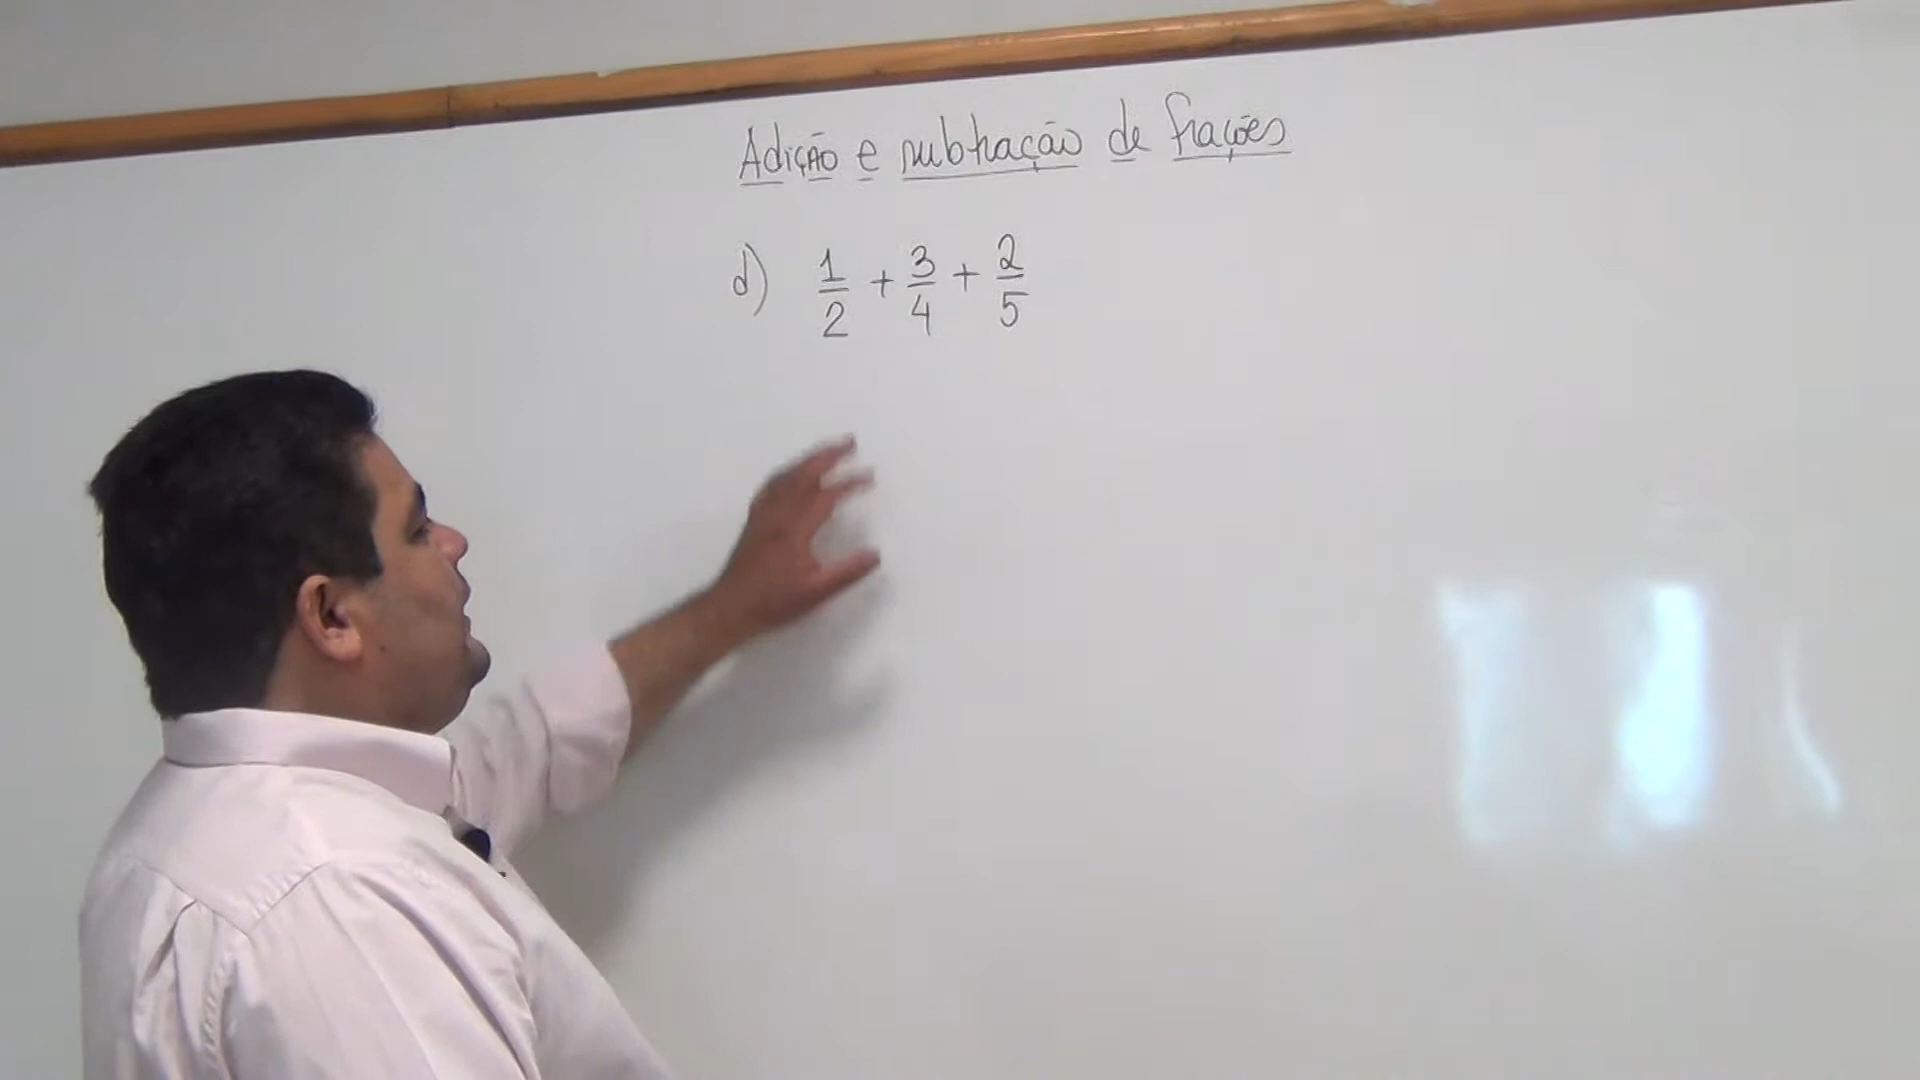 Adição e subtração de frações
d) 1/2 + 3/4 + 2/5